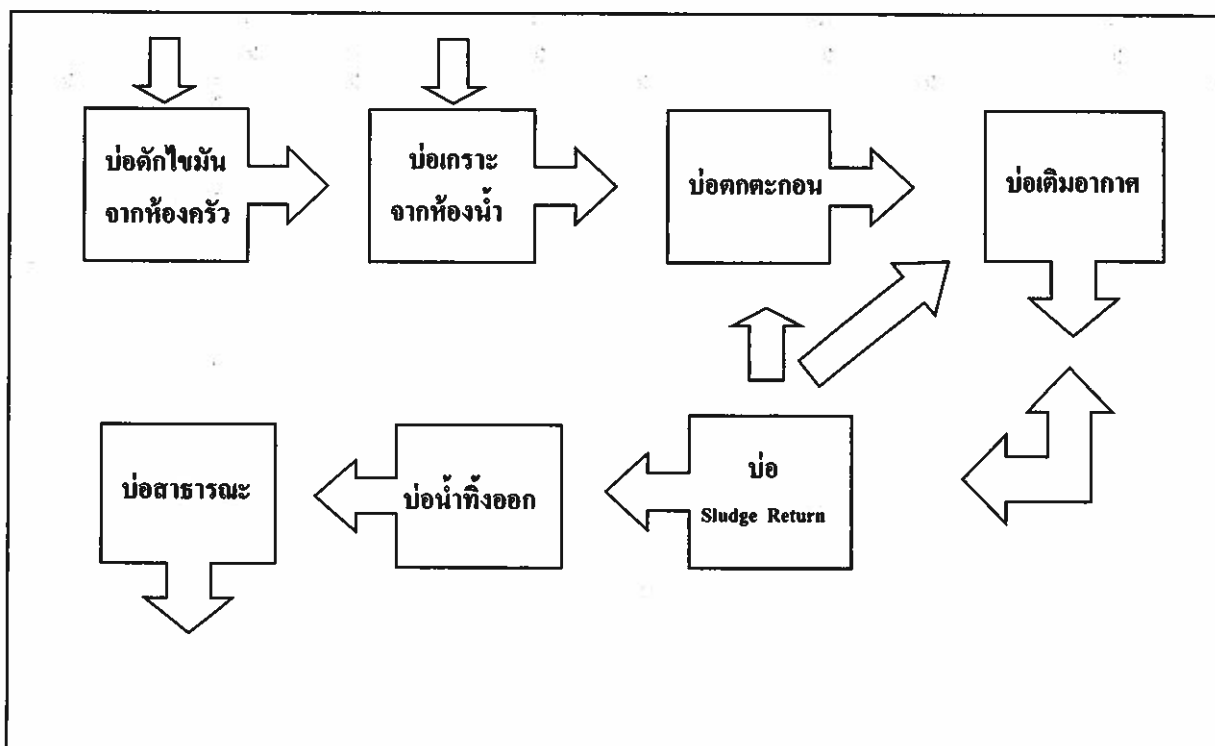 บ่อดักไขมัน
จากห้องครัว
บ่อเกราะ
จากห้องน้ำ
บ่อตกตะกอน
บ่อเติมอากาศ
บ่อสาธารณะ
บ่อน้ำทิ้งออก
บ่อ
Sludge Return